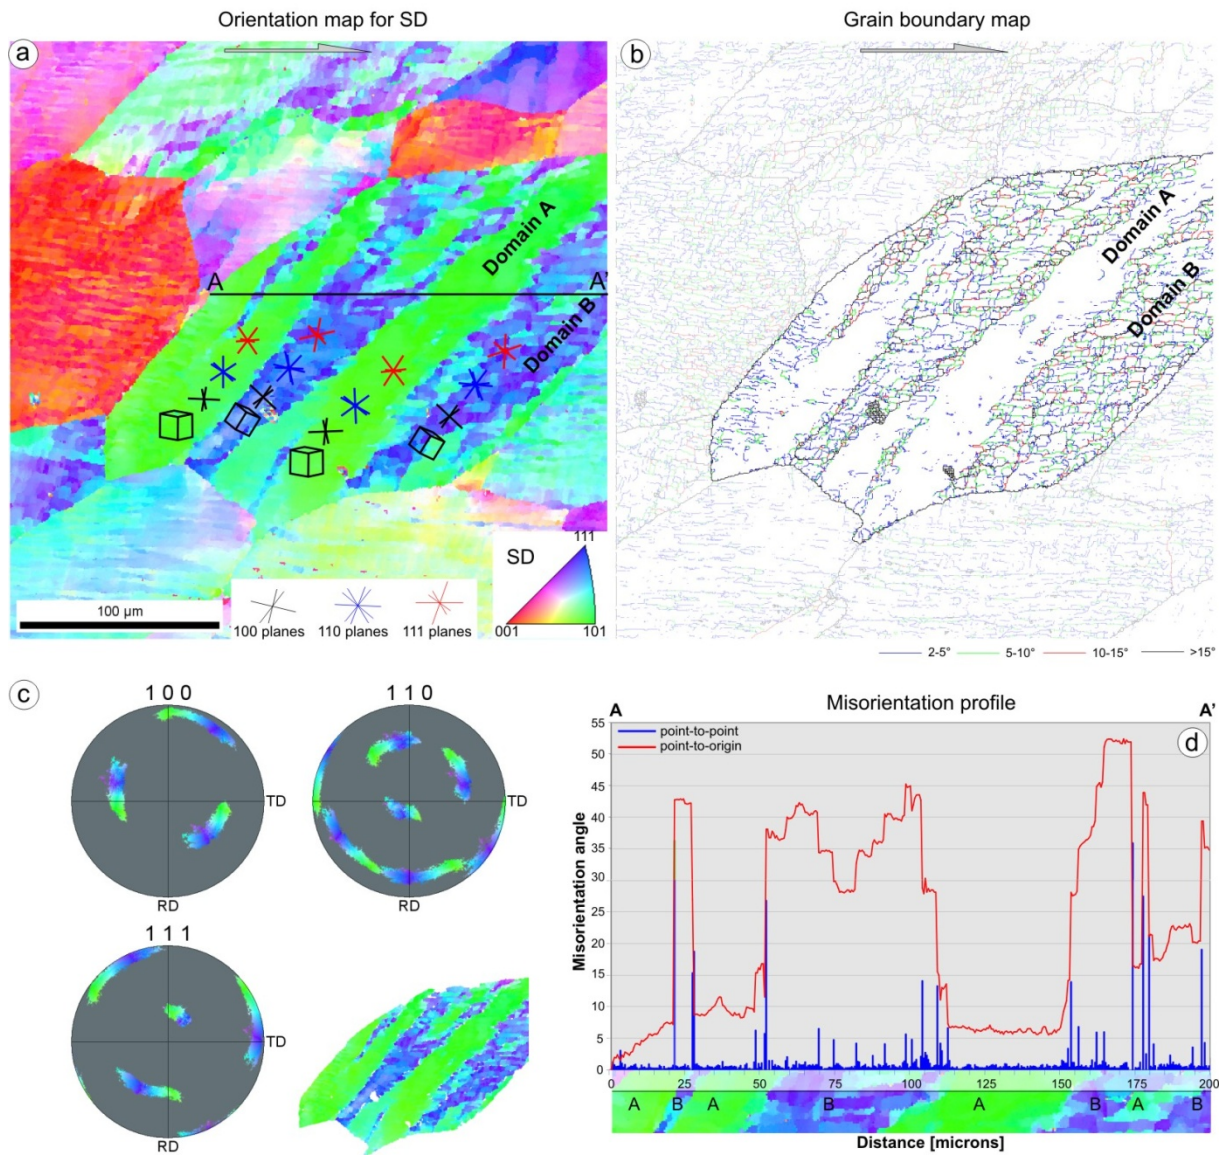 Orientation map for SD
Grain boundary map
a
b
A
A'
Domain A
Domain B
Domain A
Domain B
SD
111
001
101
100 µm
100 planes
110 planes
111 planes
2-5°
5-10°
10-15°
>15°
c
1 0 0
TD
RD
1 1 0
TD
RD
1 1 1
TD
RD
Misorientation profile
A
A'
d
point-to-point
point-to-origin
Misorientation angle
55
50
45
40
35
30
25
20
15
10
5
0
0 25 50 75 100 125 150 175 200
A B A B A B A B
Distance [microns]